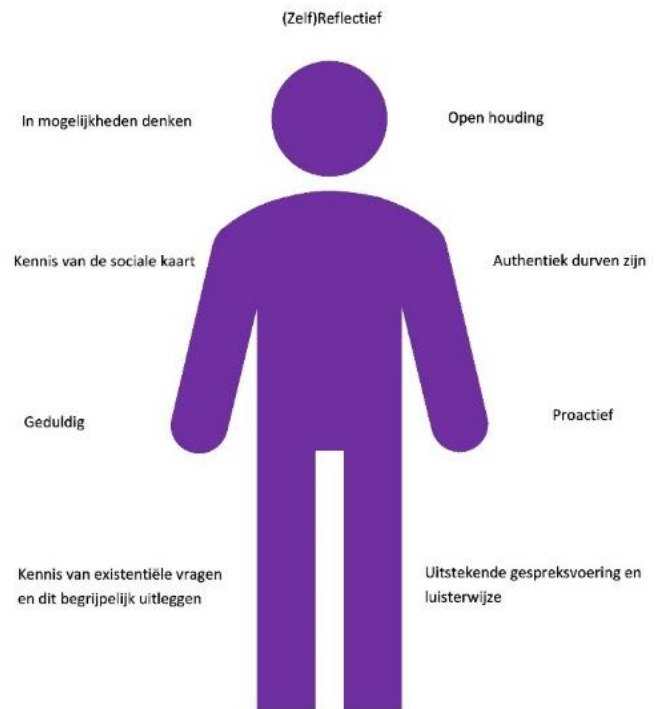 (Zelf)Reflectief
In mogelijkheden denken
Open houding
Kennis van de sociale kaart
Authentiek durven zijn
Geduldig
Proactief
Kennis van existentiële vragen
en dit begrijpelijk uitleggen
Uitstekende gespreksvoering en
luisterwijze